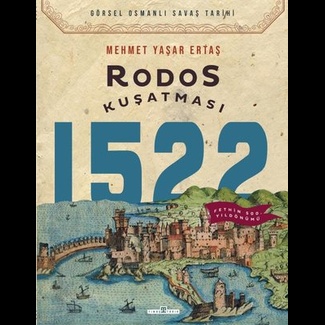 GÖRSEL OSMANLI SAVAŞ TARİHİ
MEHMET YAŞAR ERTAŞ
RODOS
KUŞATMASI
1522
FETHİN 500.
YILDÖNÜMÜ